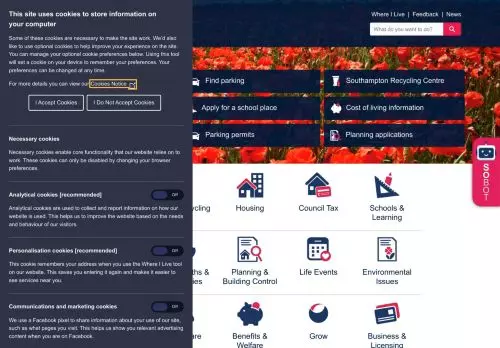 This site uses cookies to store information on
your computer
Some of these cookies are necessary to make the site work. We'd also
like to use optional cookies to help improve your experience on the site.
You can manage your optional cookie preferences below. Using this tool
will set a cookie on your device to remember your preferences. Your
preferences can be changed at any time.
For more details you can view our Cookies Notice
I Accept Cookies
I Do Not Accept Cookies
Necessary cookies
Necessary cookies enable core functionality that our website relies on to
work. These cookies can only be disabled by changing your browser
preferences.
Analytical cookies [recommended]
Off
Analytical cookies are used to collect and report information on how our
website is used. This helps us to improve the website based on the needs
and behaviour of our visitors.
Personalisation cookies [recommended]
Off
This cookie remembers your address when you use the Where I Live tool
on our website. This saves you entering it again and makes it easier to
see services near you.
Communications and marketing cookies
Off
We use a Facebook pixel to share information about your use of our site,
such as what pages you visit. This helps us show you relevant advertising
content when you are on Facebook.
Where I Live | Feedback | News
What do you want to do?
Find parking
Southampton Recycling Centre
Apply for a school place
Cost of living information
Parking permits
Planning applications
SOBOT
cycling
Housing
Council Tax
Schools &
Learning
Planning &
Building Control
Life Events
Environmental
Issues
Benefits &
Welfare
Grow
Business &
Licensing